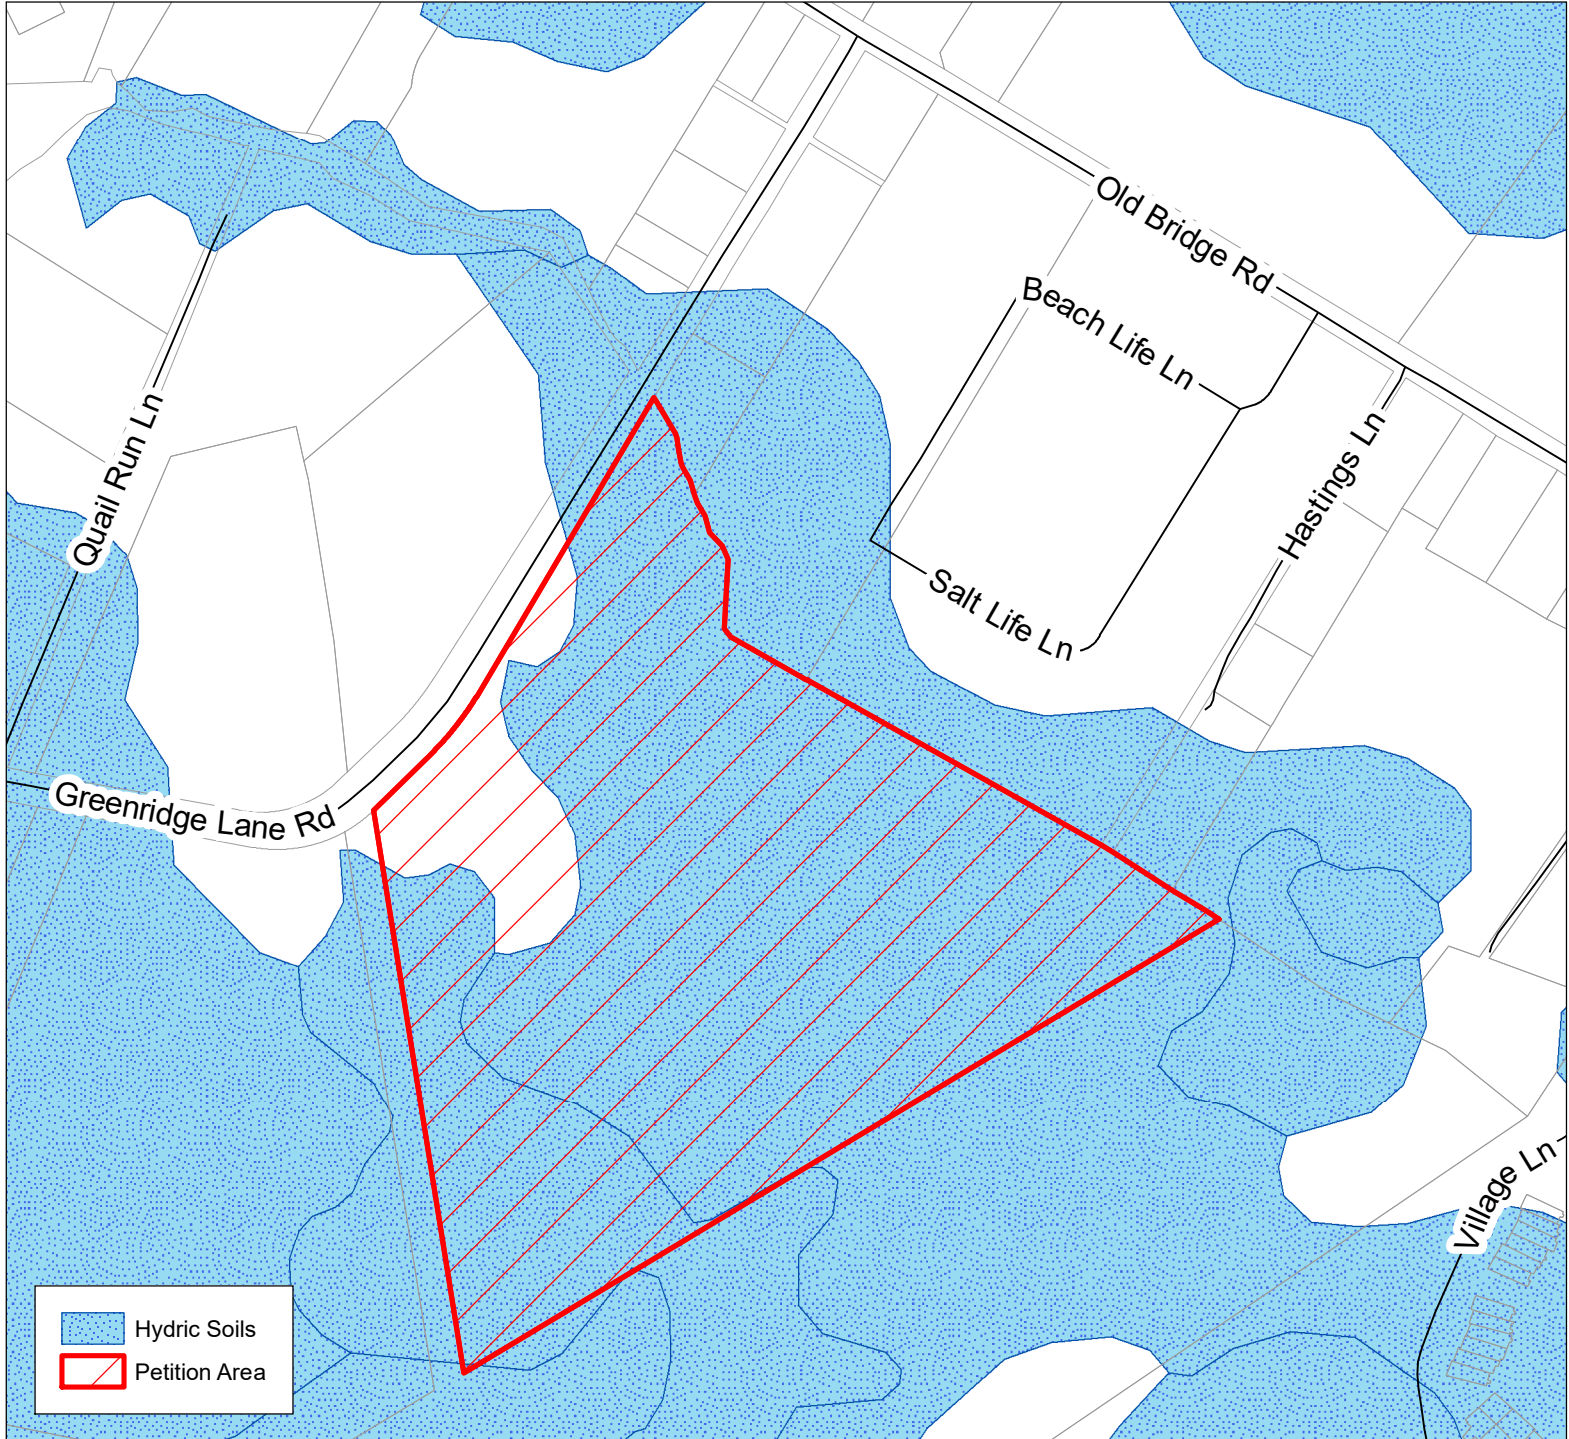 Old Bridge Rd
Beach Life Ln
Quail Run Ln
Hastings Ln
Salt Life Ln
Greenridge Lane Rd
Village Ln
Hydric Soils
Petition Area